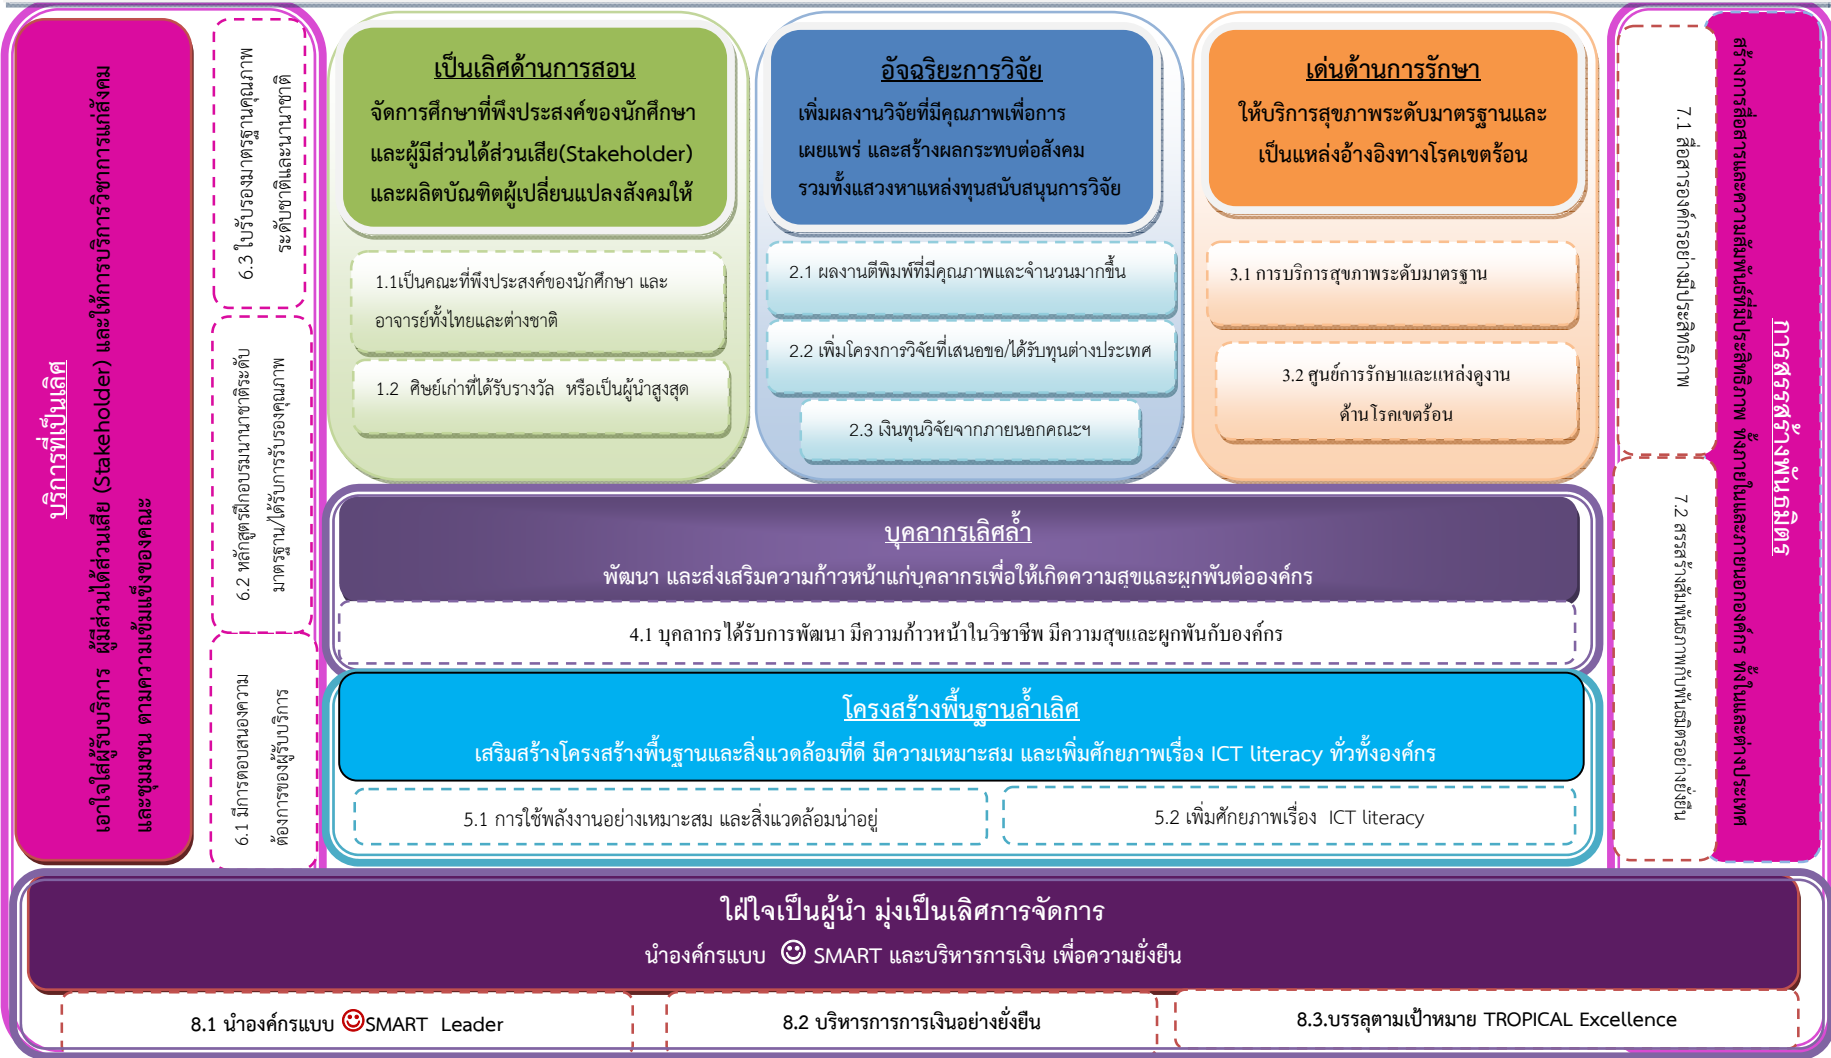 บริการที่เป็นเลิศ
เอาใจใส่ผู้รับบริการ ผู้มีส่วนได้ส่วนเสีย (Stakeholder) และให้การบริการวิชาการแก่สังคม
และชุมชน ตามความเข้มแข็งของคณะ
6.3 ใบรับรองมาตรฐานคุณภาพ
ระดับชาติและนานาชาติ
6.2 หลักสูตรฝึกอบรมนานาชาติระดับ
มาตรฐาน/ได้รับการรับรองคุณภาพ
6.1 มีการตอบสนองความ
ต้องการของผู้รับบริการ
เป็นเลิศด้านการสอน
จัดการศึกษาที่พึงประสงค์ของนักศึกษา
และผู้มีส่วนได้ส่วนเสีย(Stakeholder)
และผลิตบัณฑิตผู้เปลี่ยนแปลงสังคมให้
1.1เป็นคณะที่พึงประสงค์ของนักศึกษา และ
อาจารย์ทั้งไทยและต่างชาติ
1.2 ศิษย์เก่าที่ได้รับรางวัล หรือเป็นผู้นำสูงสุด
อัจฉริยะการวิจัย
เพิ่มผลงานวิจัยที่มีคุณภาพเพื่อการ
เผยแพร่ และสร้างผลกระทบต่อสังคม
รวมทั้งแสวงหาแหล่งทุนสนับสนุนการวิจัย
2.1 ผลงานตีพิมพ์ที่มีคุณภาพและจำนวนมากขึ้น
2.2 เพิ่มโครงการวิจัยที่เสนอขอ/ได้รับทุนต่างประเทศ
2.3 เงินทุนวิจัยจากภายนอกคณะฯ
เด่นด้านการรักษา
ให้บริการสุขภาพระดับมาตรฐานและ
เป็นแหล่งอ้างอิงทางโรคเขตร้อน
3.1 การบริการสุขภาพระดับมาตรฐาน
3.2 ศูนย์การรักษาและแหล่งดูงาน
ด้านโรคเขตร้อน
การสรรสร้างพันธมิตร
สร้างการสื่อสารและความสัมพันธ์ที่มีประสิทธิภาพ ทั้งภายในและภายนอกองค์กร ทั้งในและต่างประเทศ
7.1 สื่อสารองค์กรอย่างมีประสิทธิภาพ
7.2 สรรสร้างสัมพันธภาพกับพันธมิตรอย่างยั่งยืน
บุคลากรเลิศล้ำ
พัฒนา และส่งเสริมความก้าวหน้าแก่บุคลากรเพื่อให้เกิดความสุขและผูกพันต่อองค์กร
4.1 บุคลากรได้รับการพัฒนา มีความก้าวหน้าในวิชาชีพ มีความสุขและผูกพันกับองค์กร
โครงสร้างพื้นฐานล้ำเลิศ
เสริมสร้างโครงสร้างพื้นฐานและสิ่งแวดล้อมที่ดี มีความเหมาะสม และเพิ่มศักยภาพเรื่อง ICT literacy ทั่วทั้งองค์กร
5.1 การใช้พลังงานอย่างเหมาะสม และสิ่งแวดล้อมน่าอยู่
5.2 เพิ่มศักยภาพเรื่อง ICT literacy
ใฝ่ใจเป็นผู้นำ มุ่งเป็นเลิศการจัดการ
นำองค์กรแบบ ☺ SMART และบริหารการเงิน เพื่อความยั่งยืน
8.1 นำองค์กรแบบ ☺SMART Leader
8.2 บริหารการการเงินอย่างยั่งยืน
8.3.บรรลุตามเป้าหมาย TROPICAL Excellence